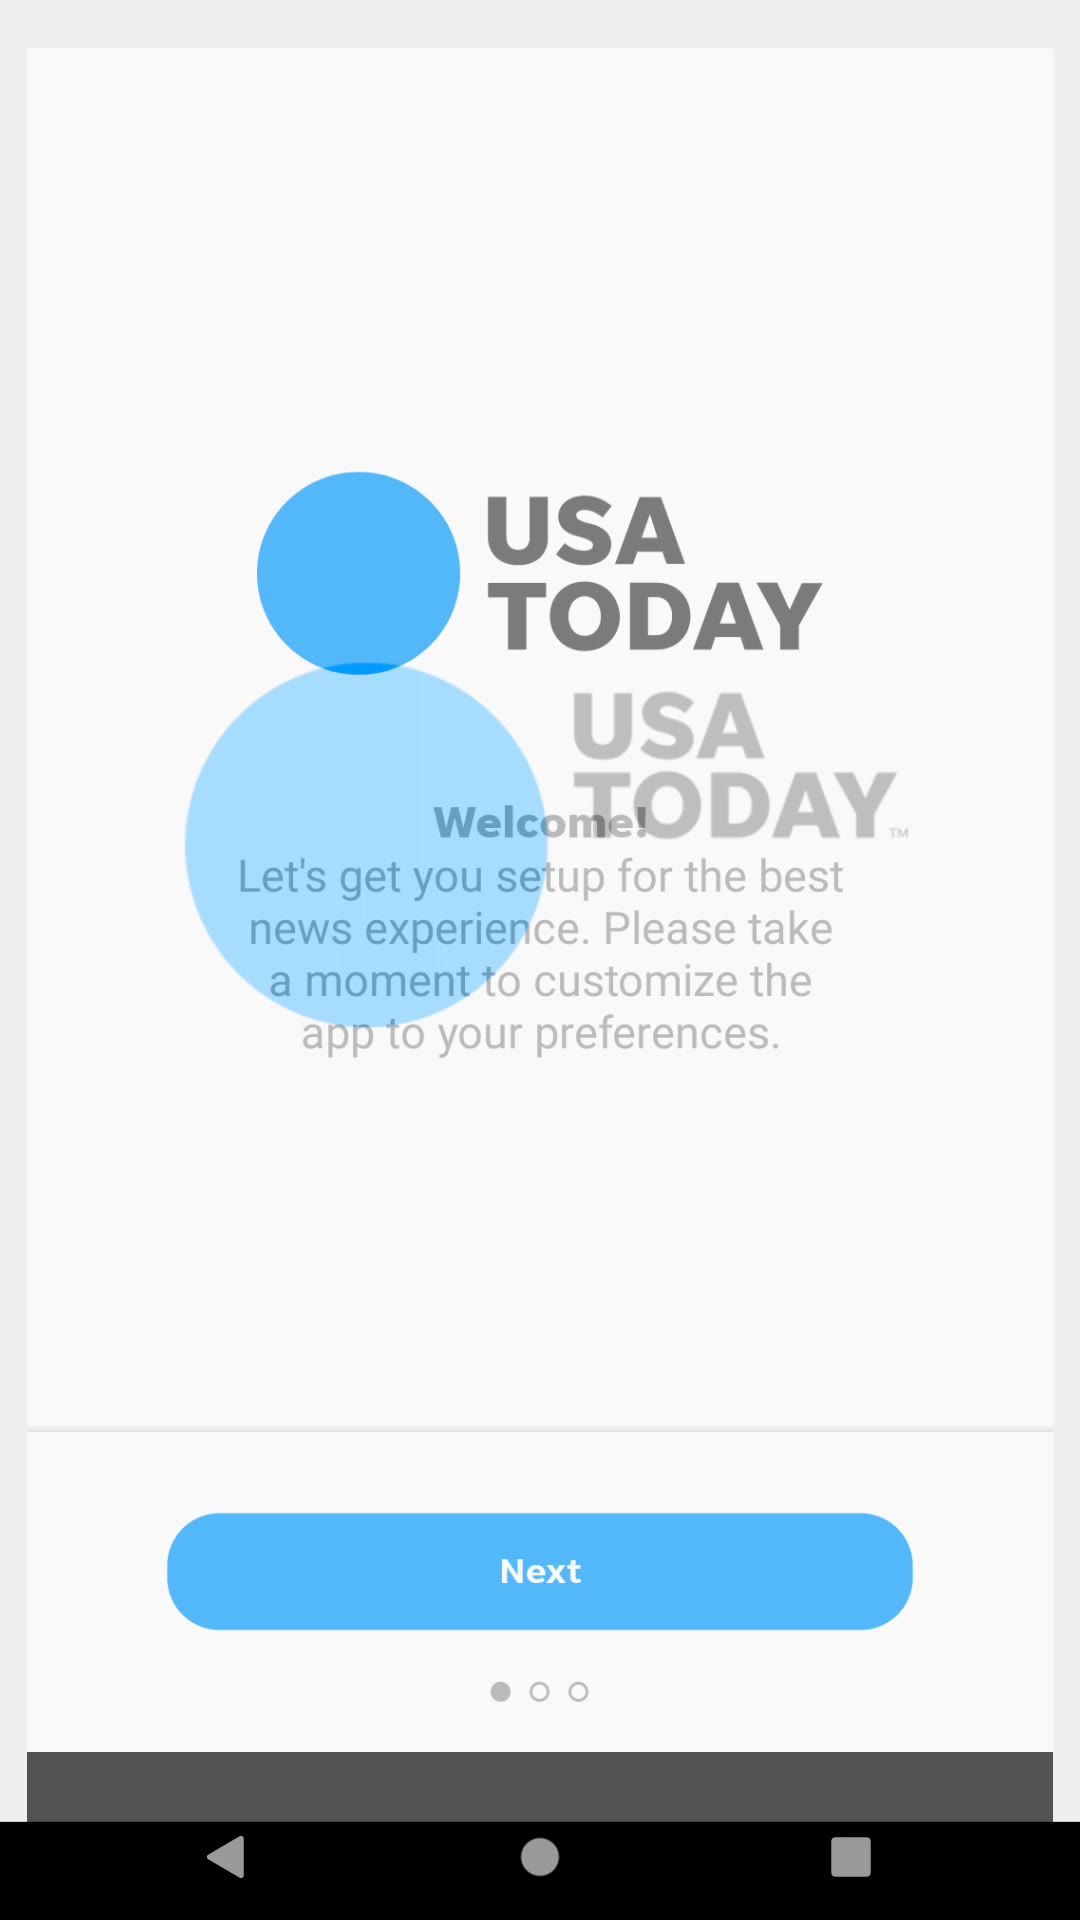 USA
TODAY
USA
TODAY™
Welcome!
Let's get you setup for the best
news experience. Please take
a moment to customize the
app to your preferences.
Next